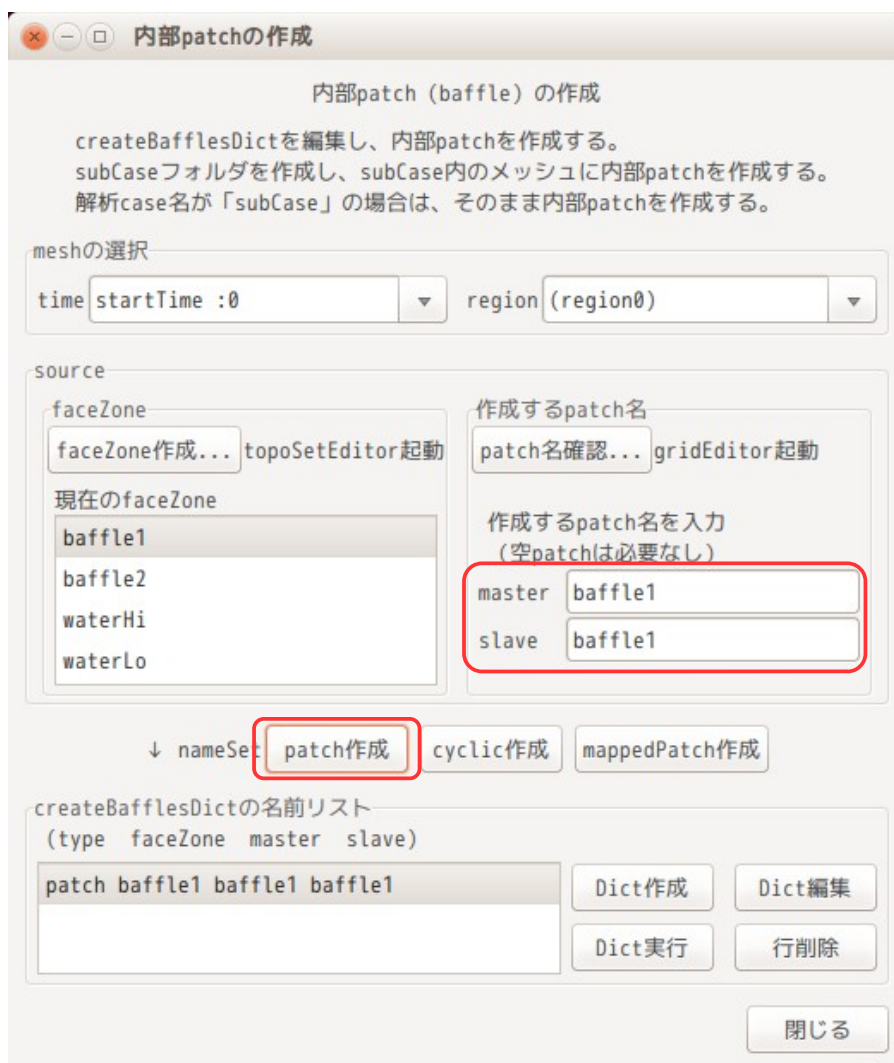 内部patchの作成
内部patch (baffle) の作成
createBafflesDictを編集し、内部patchを作成する。
subCaseフォルダを作成し、subCase内のメッシュに内部patchを作成する。
解析case名が「subCase」の場合は、そのまま内部patchを作成する。
meshの選択
time startTime :0 region (region0)
source
faceZone
faceZone作成... topoSetEditor起動
現在のfaceZone
baffle1
baffle2
waterHi
waterLo
作成するpatch名
patch名確認... gridEditor起動
作成するpatch名を入力
（空patchは必要なし）
master baffle1
slave baffle1
↓ nameSet patch作成 cyclic作成 mappedPatch作成
createBafflesDictの名前リスト
(type faceZone master slave)
patch baffle1 baffle1 baffle1
Dict作成 Dict編集
Dict実行 行削除
閉じる